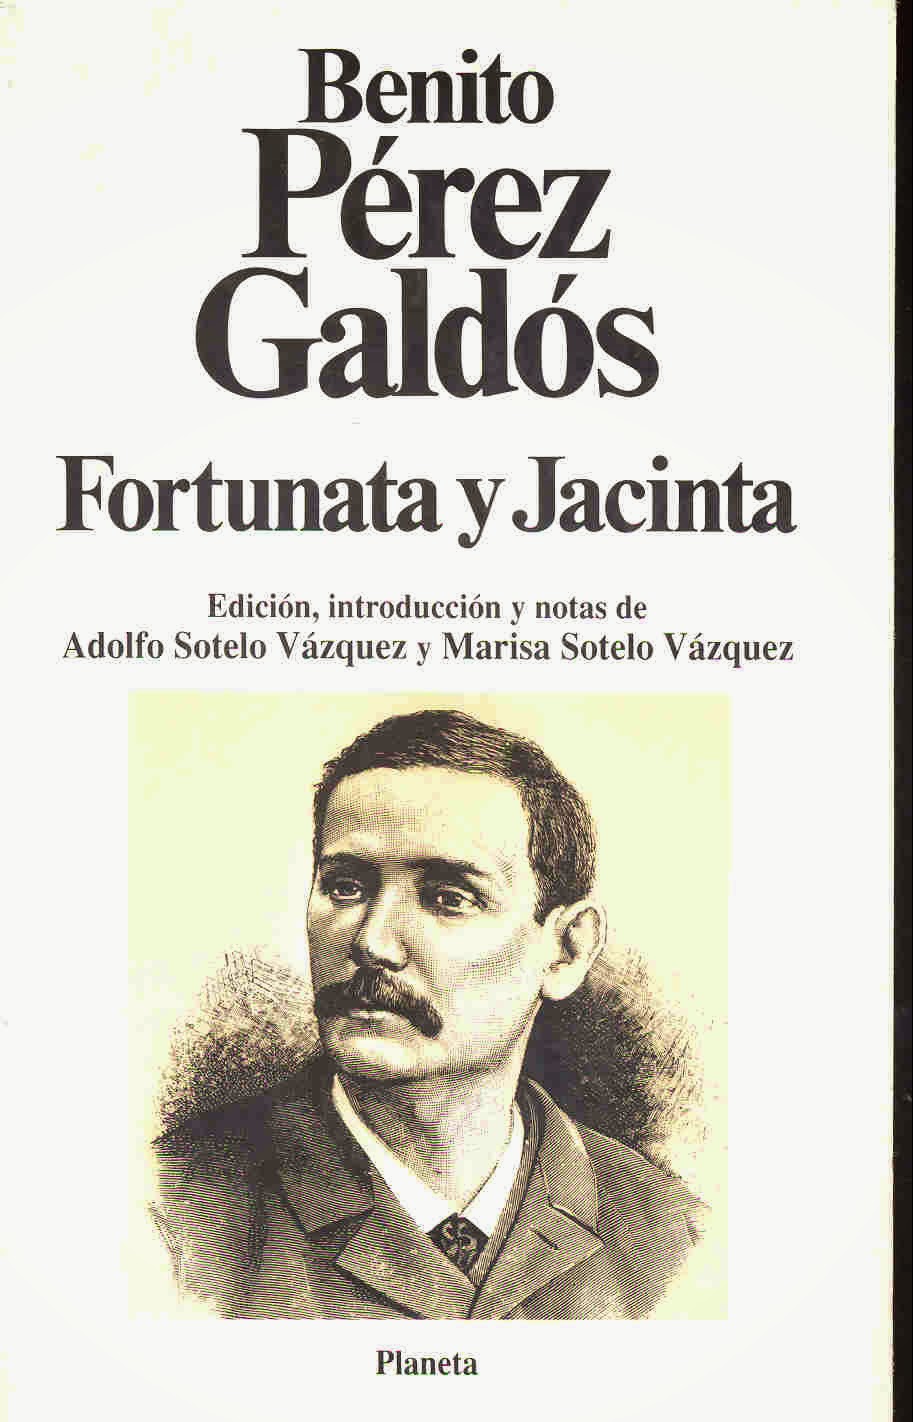 Benito
Pérez
Galdós
Fortunata y Jacinta
Edición, introducción y notas de
Adolfo Sotelo Vázquez y Marisa Sotelo Vázquez
Planeta